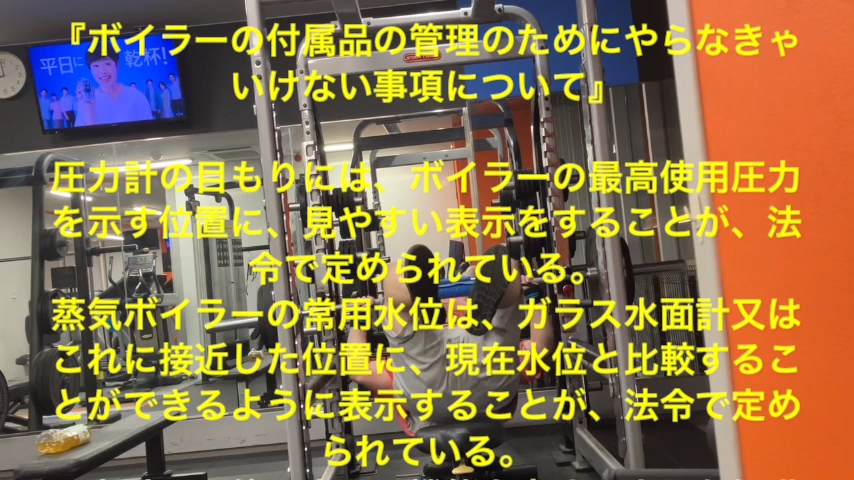 『ボイラーの付属品の管理のためにやらなきゃ
いけない事項について』
平日に 乾杯!
圧力計の目もりには、ボイラーの最高使用圧力
を示す位置に、見やすい表示をすることが、法
令で定められている。
蒸気ボイラーの常用水位は、ガラス水面計又は
これに接近した位置に、現在水位と比較するこ
とができるように表示することが、法令で定め
られている。